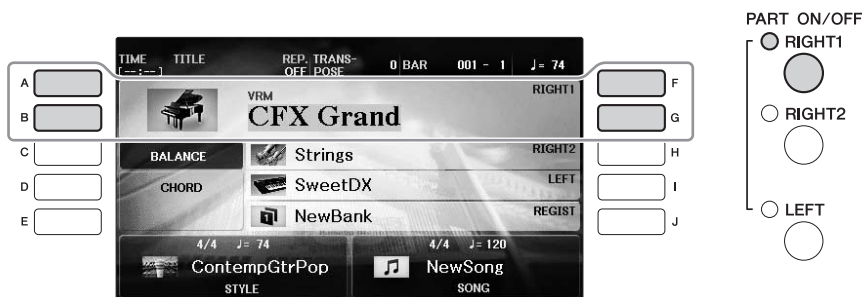 PART ON/OFF
TIME TITLE REP. TRANS- 0 BAR 001 - 1 ♩= 74
[--:--] OFF POSE
RIGHT1
A
F
VRM
RIGHT1
B
CFX Grand
G
RIGHT2
C
BALANCE
Strings
RIGHT2
H
D
CHORD
SweetDX
LEFT
I
E
NewBank
REGIST
J
LEFT
4/4 ♩= 74
4/4 ♩= 120
ContempGtrPop
NewSong
STYLE
SONG